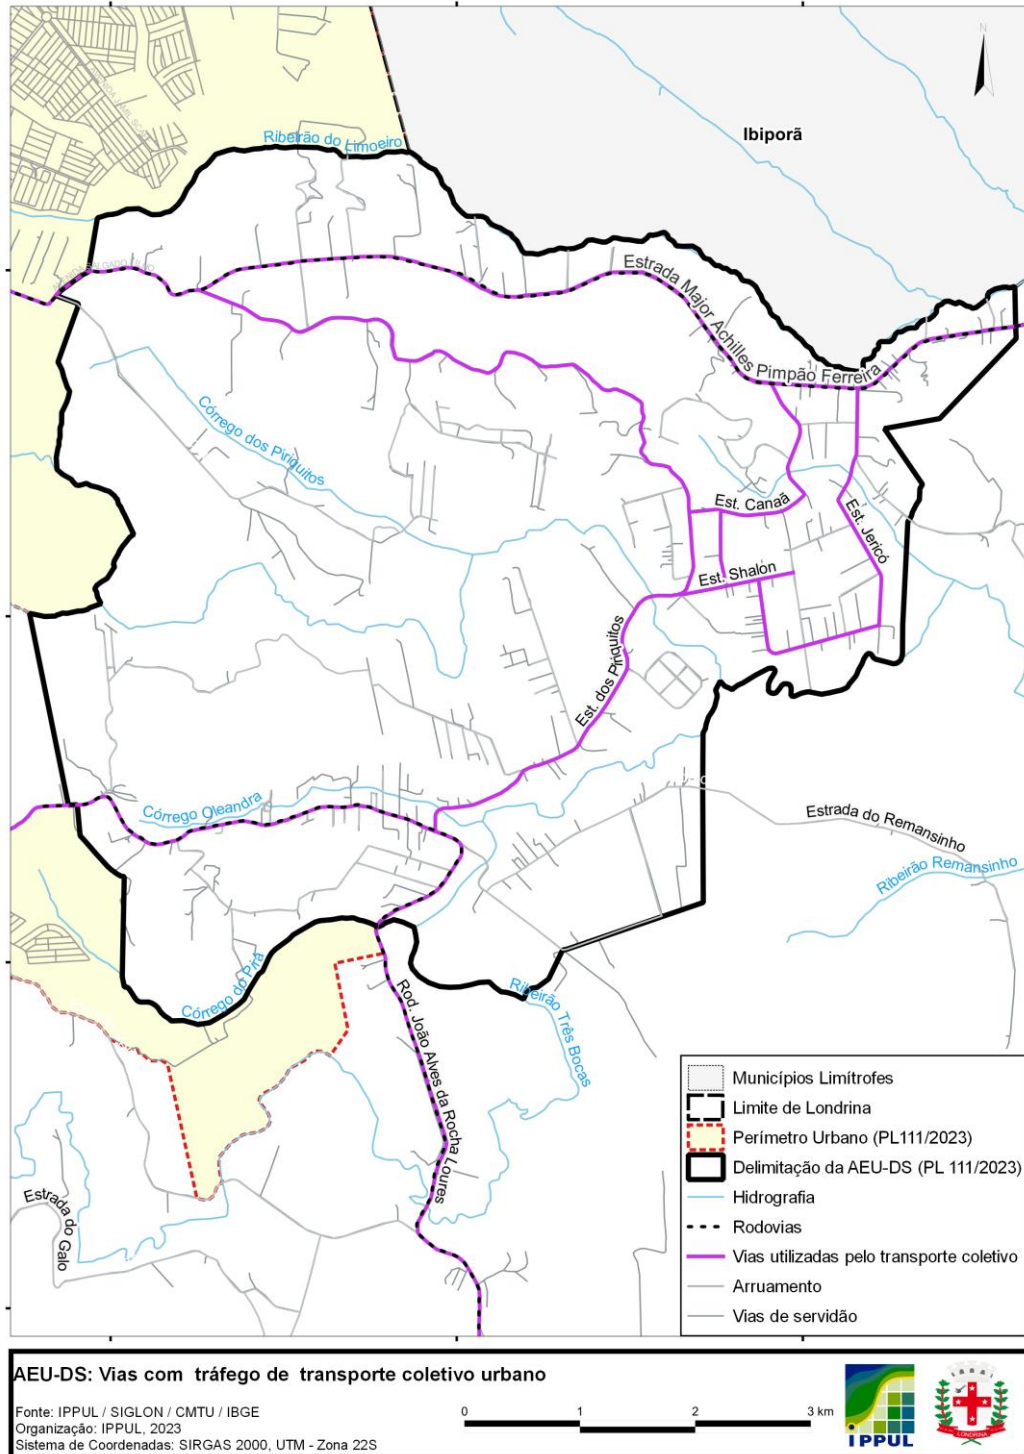 N
Ibiporã
Ribeirão do Limoeiro
Estrada Major Achilles Pimpão Ferreira
Córrego dos Piriquitos
Est. Canaã
Est. Jericó
Est. Shalon
Est. dos Piriquitos
Córrego Oleandra
Estrada do Remansinho
Ribeirão Remansinho
Córrego do Pirá
Ribeirão Três Bocas
Rod. João Alves da Rocha Loures
Estrada do Galo
Municípios Limítrofes
Limite de Londrina
Perímetro Urbano (PL111/2023)
Delimitação da AEU-DS (PL 111/2023)
Hidrografia
Rodovias
Vias utilizadas pelo transporte coletivo
Arruamento
Vias de servidão
AEU-DS: Vias com tráfego de transporte coletivo urbano
Fonte: IPPUL / SIGLON / CMTU / IBGE
Organização: IPPUL, 2023
Sistema de Coordenadas: SIRGAS 2000, UTM - Zona 22S
0 1 2 3 km
IPPUL
LONDRINA